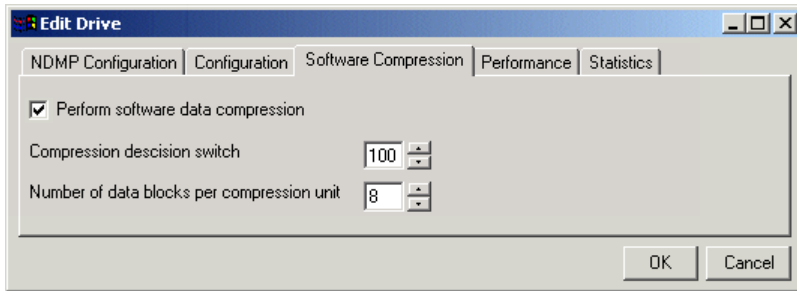 Edit Drive
NDMP Configuration Configuration Software Compression Performance Statistics
Perform software data compression
Compression descision switch 100
Number of data blocks per compression unit 8
OK Cancel